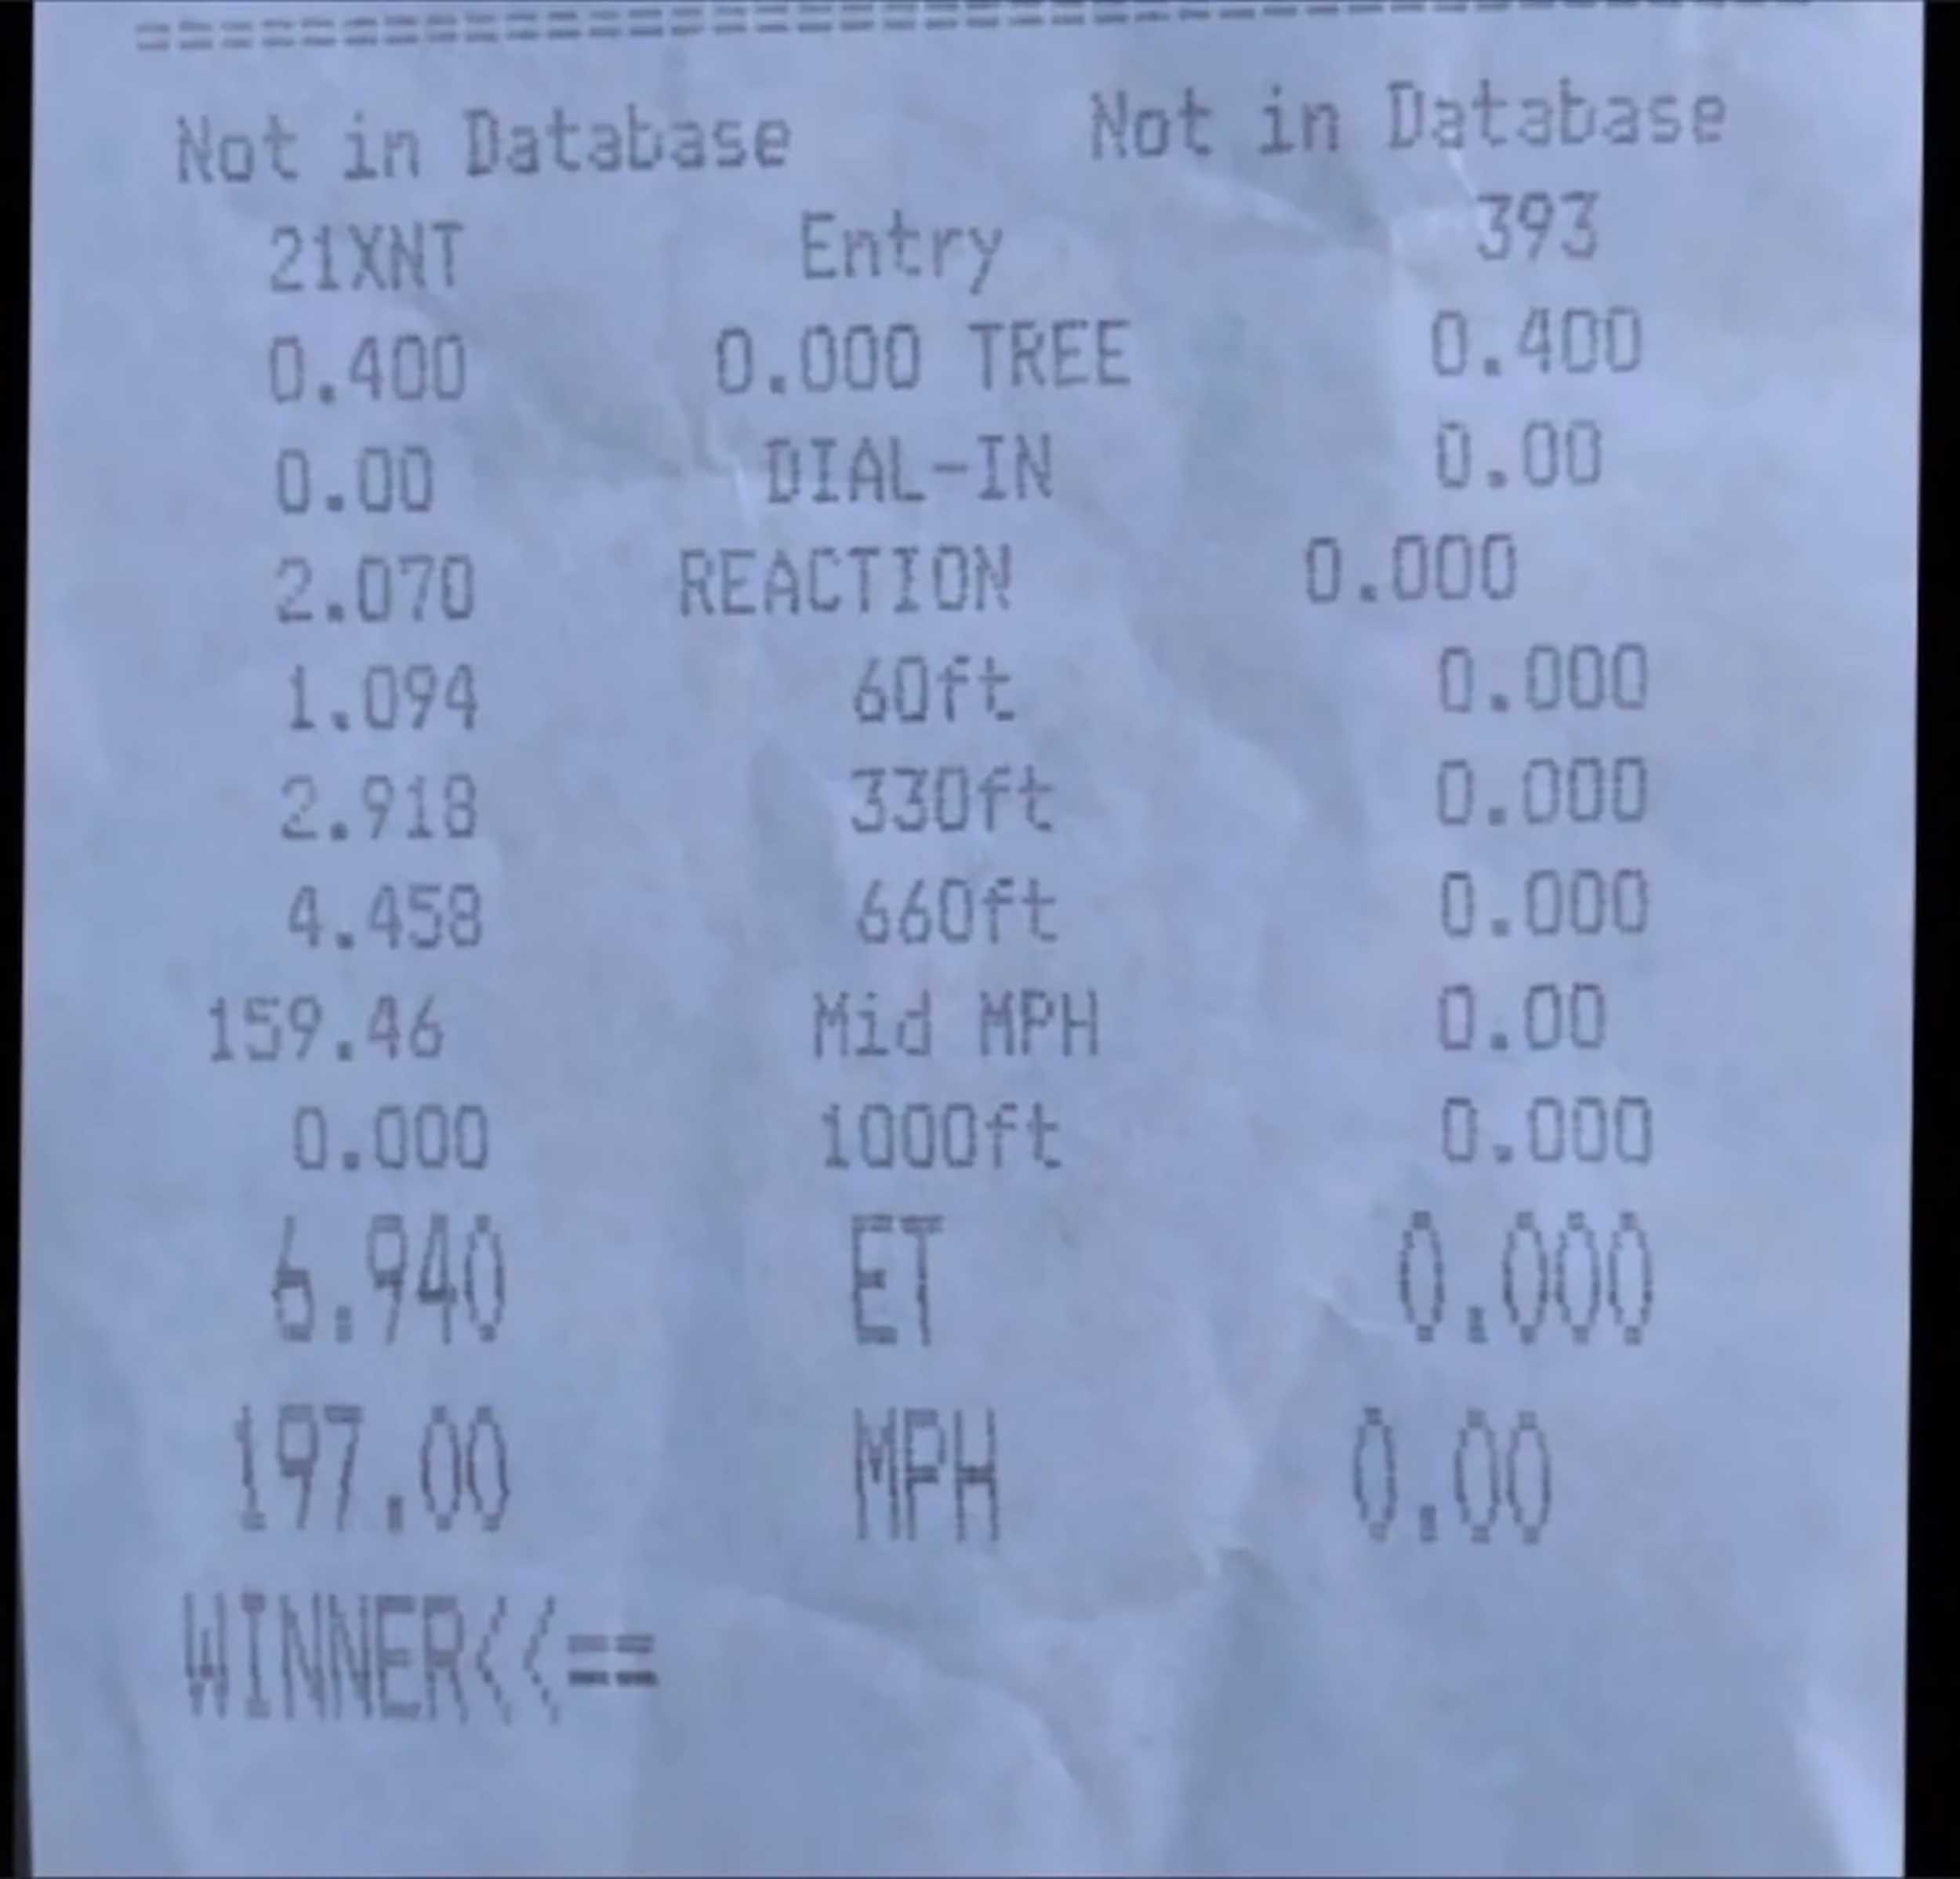 ==========================================
Not in Database Not in Database
21XNT Entry 393
0.400 0.000 TREE 0.400
0.00 DIAL-IN 0.00
2.070 REACTION 0.000
1.094 60ft 0.000
2.918 330ft 0.000
4.458 660ft 0.000
159.46 Mid MPH 0.00
0.000 1000ft 0.000
6.940 ET 0.000
197.00 MPH 0.00
WINNER<<==